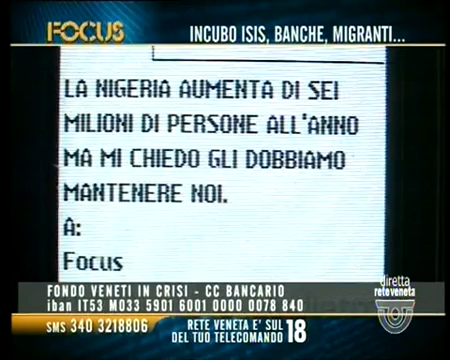 FOCUS
INCUBO ISIS, BANCHE, MIGRANTI...
LA NIGERIA AUMENTA DI SEI
MILIONI DI PERSONE ALL'ANNO
MA MI CHIEDO GLI DOBBIAMO
MANTENERE NOI.
A:
Focus
diretta
reteveneta
FONDO VENETI IN CRISI - CC BANCARIO
iban IT53 M033 5901 6001 0000 0078 840
SMS 340 3218806
RETE VENETA E' SUL
DEL TUO TELECOMANDO 18